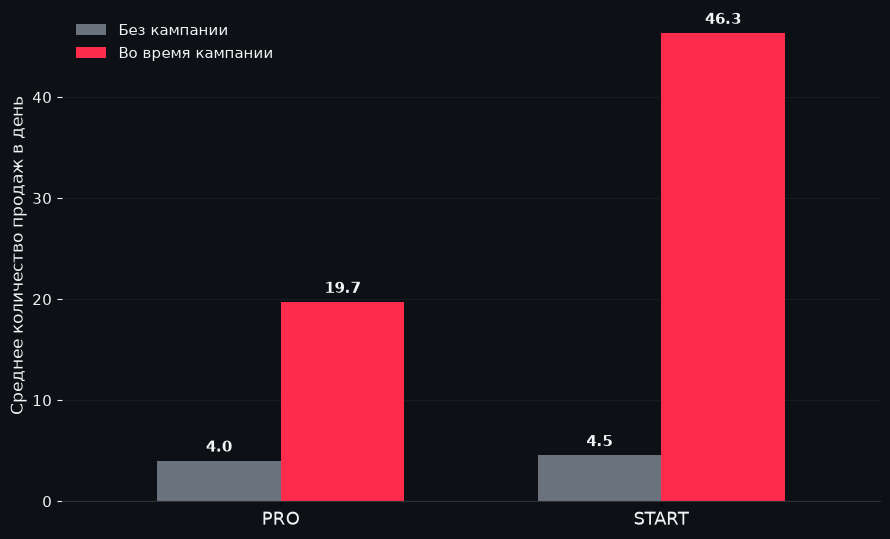 Без кампании
Во время кампании
Среднее количество продаж в день
40
30
20
10
0
4.0
19.7
4.5
46.3
PRO
START